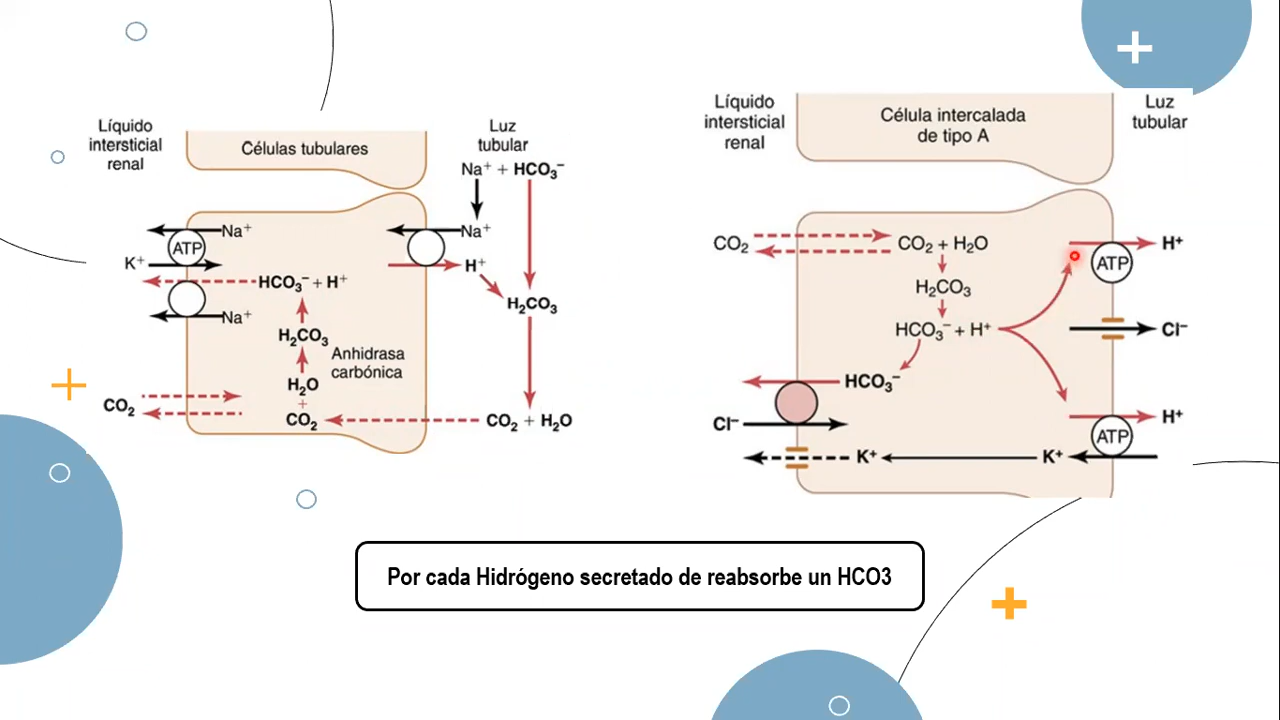 Líquido
intersticial
renal
Células tubulares
Luz
tubular
Na⁺ + HCO₃⁻
Na⁺
Na⁺
ATP
K⁺
H⁺
HCO₃⁻ + H⁺
H₂CO₃
Na⁺
H₂CO₃
Anhidrasa
carbónica
H₂O
+
CO₂
CO₂
CO₂ + H₂O
Líquido
intersticial
renal
Célula intercalada
de tipo A
Luz
tubular
CO₂
CO₂ + H₂O
H⁺
ATP
H₂CO₃
HCO₃⁻ + H⁺
Cl⁻
HCO₃⁻
Cl⁻
H⁺
ATP
K⁺
K⁺
Por cada Hidrógeno secretado de reabsorbe un HCO3